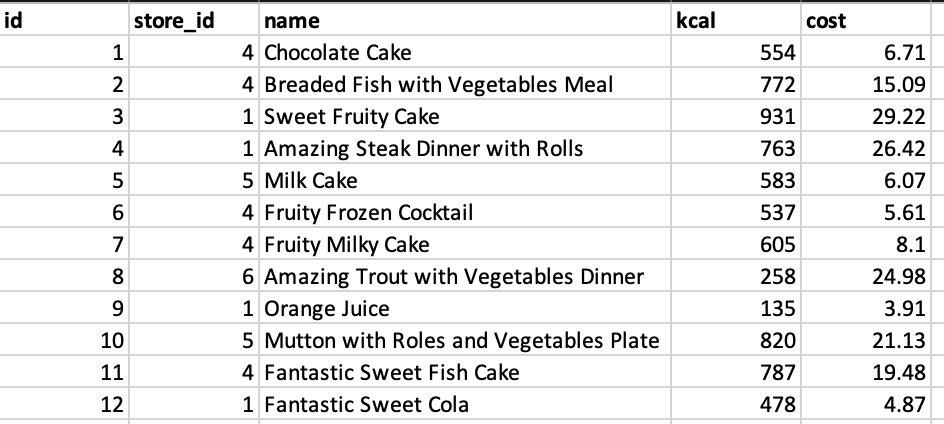 id store_id name kcal cost
1 4 Chocolate Cake 554 6.71
2 4 Breaded Fish with Vegetables Meal 772 15.09
3 1 Sweet Fruity Cake 931 29.22
4 1 Amazing Steak Dinner with Rolls 763 26.42
5 5 Milk Cake 583 6.07
6 4 Fruity Frozen Cocktail 537 5.61
7 4 Fruity Milky Cake 605 8.1
8 6 Amazing Trout with Vegetables Dinner 258 24.98
9 1 Orange Juice 135 3.91
10 5 Mutton with Roles and Vegetables Plate 820 21.13
11 4 Fantastic Sweet Fish Cake 787 19.48
12 1 Fantastic Sweet Cola 478 4.87